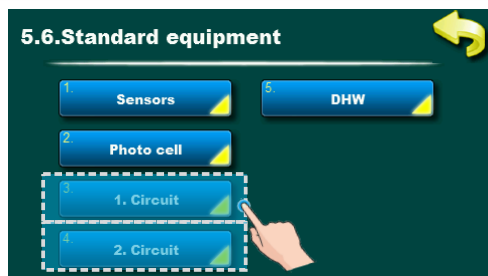 5.6.Standard equipment
1.
Sensors
5.
DHW
2.
Photo cell
3.
1. Circuit
4.
2. Circuit